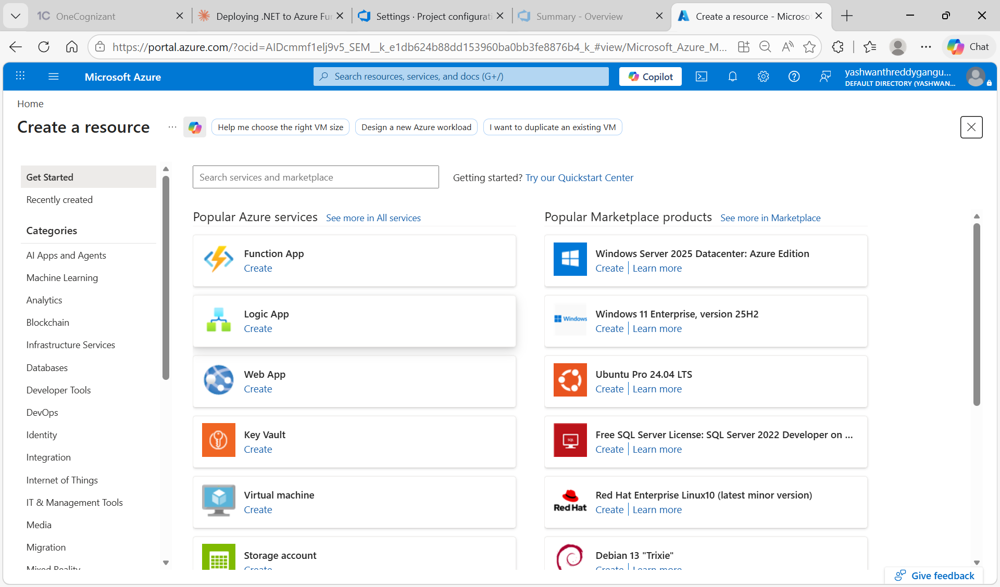 OneCognizant
Deploying .NET to Azure Fun
Settings · Project configurati
Summary - Overview
Create a resource - Microso
https://portal.azure.com/?ocid=AIDcmmf1elj9v5_SEM__k_e1db624b88dd153960ba0bb3fe8876b4_k_#view/Microsoft_Azure_M...
Chat
Microsoft Azure
Search resources, services, and docs (G+/)
Copilot
yashwanthreddygangu...
DEFAULT DIRECTORY (YASHWAN...
Home
Create a resource
...
Help me choose the right VM size
Design a new Azure workload
I want to duplicate an existing VM
Get Started
Recently created
Categories
AI Apps and Agents
Machine Learning
Analytics
Blockchain
Infrastructure Services
Databases
Developer Tools
DevOps
Identity
Integration
Internet of Things
IT & Management Tools
Media
Migration
Mixed Reality
Search services and marketplace
Getting started? Try our Quickstart Center
Popular Azure services See more in All services
Function App
Create
Logic App
Create
Web App
Create
Key Vault
Create
Virtual machine
Create
Storage account
Create
Popular Marketplace products See more in Marketplace
Windows Server 2025 Datacenter: Azure Edition
Create | Learn more
Windows
Windows 11 Enterprise, version 25H2
Create | Learn more
Ubuntu Pro 24.04 LTS
Create | Learn more
SQL
Free SQL Server License: SQL Server 2022 Developer on ...
Create | Learn more
Red Hat
Red Hat Enterprise Linux10 (latest minor version)
Create | Learn more
Debian 13 "Trixie"
Create | Learn more
Give feedback